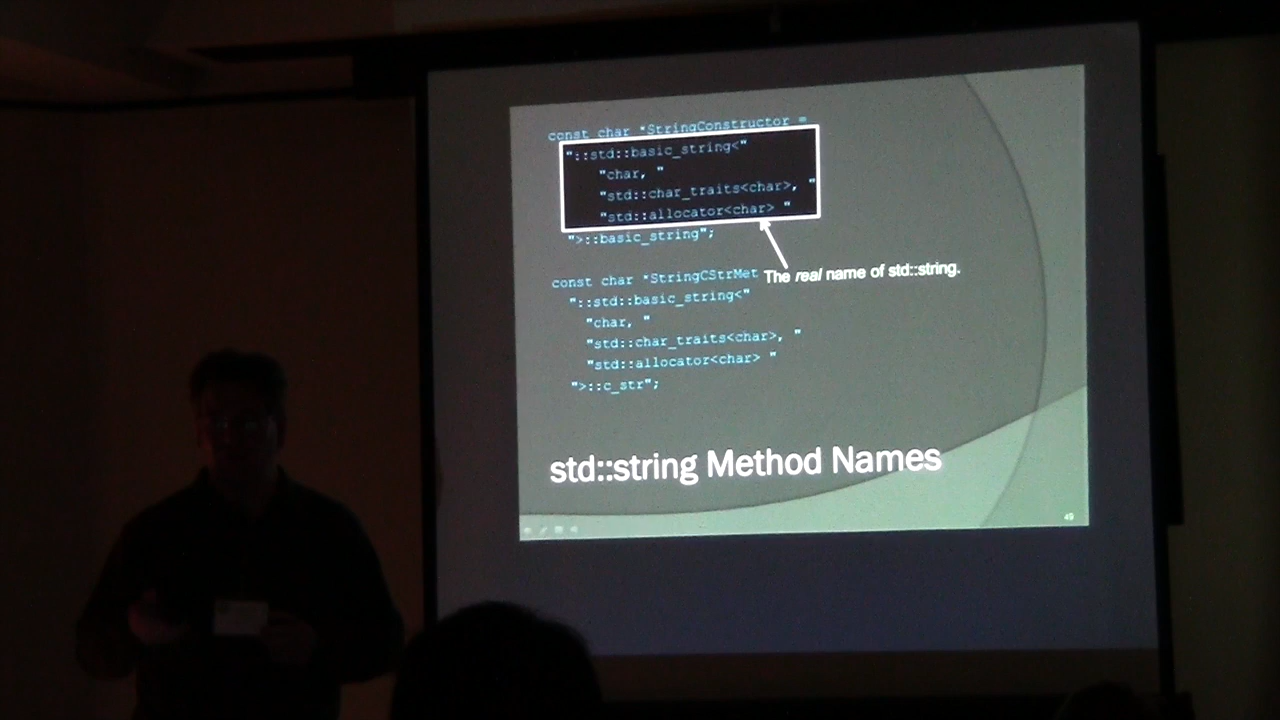 const char *StringConstructor =
"::std::basic_string<"
"char, "
"std::char_traits<char>, "
"std::allocator<char> "
">::basic_string";
The real name of std::string.
const char *StringCStrMet
"::std::basic_string<"
"char, "
"std::char_traits<char>, "
"std::allocator<char> "
">::c_str";
std::string Method Names
49